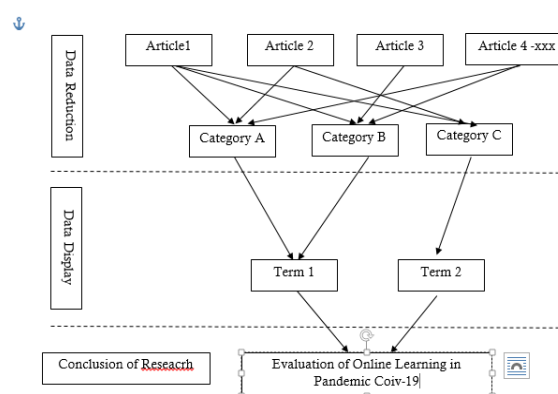 Data Reduction
Article1
Article 2
Article 3
Article 4 -xxx
Category A
Category B
Category C
Data Display
Term 1
Term 2
Conclusion of Reseacrh
Evaluation of Online Learning in
Pandemic Coiv-19